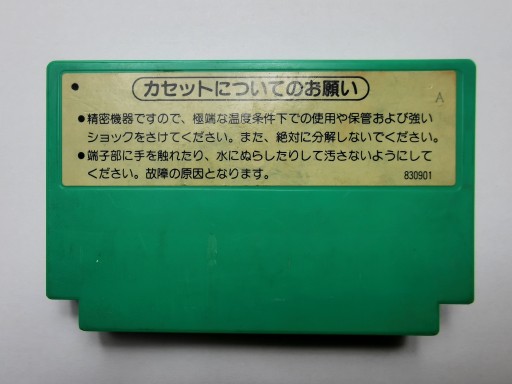 カセットについてのお願い
A
●精密機器ですので、極端な温度条件下での使用や保管および強い
ショックをさけてください。また、絶対に分解しないでください。
●端子部に手を触れたり、水にぬらしたりして汚さないようにして
ください。故障の原因となります。
830901